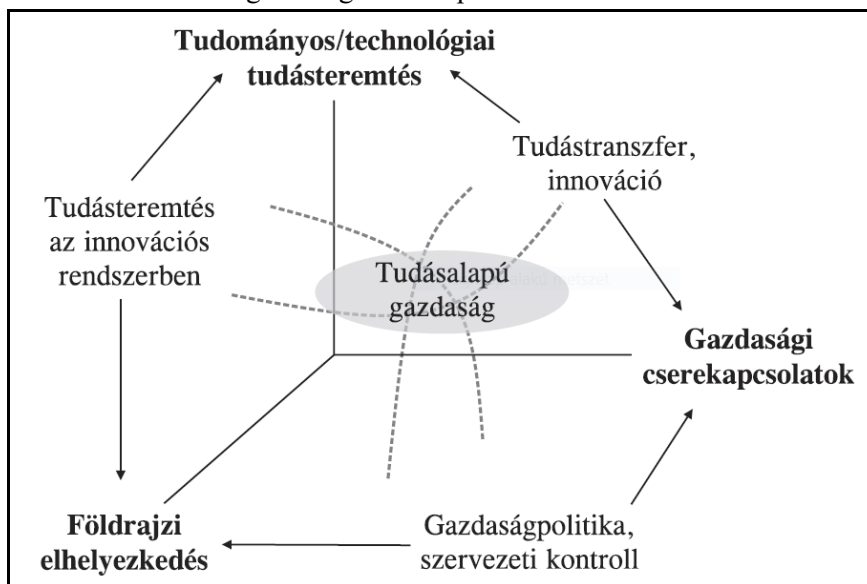 Tudományos/technológiai
tudásteremtés
Tudástranszfer,
innováció
Tudásteremtés
az innovációs
rendszerben
Tudásalapú
gazdaság
Gazdasági
cserekapcsolatok
Földrajzi
elhelyezkedés
Gazdaságpolitika,
szervezeti kontroll